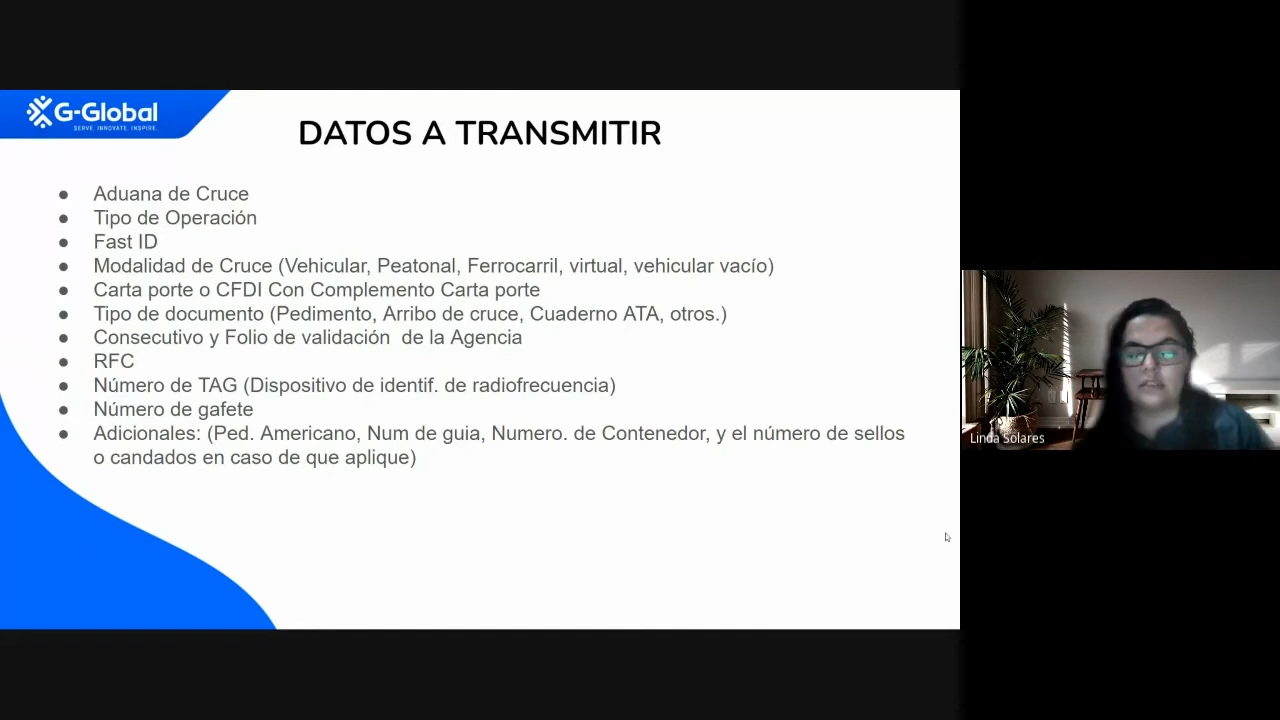 G-Global
SERVE. INNOVATE. INSPIRE.
DATOS A TRANSMITIR
● Aduana de Cruce
● Tipo de Operación
● Fast ID
● Modalidad de Cruce (Vehicular, Peatonal, Ferrocarril, virtual, vehicular vacío)
● Carta porte o CFDI Con Complemento Carta porte
● Tipo de documento (Pedimento, Arribo de cruce, Cuaderno ATA, otros.)
● Consecutivo y Folio de validación  de la Agencia
● RFC
● Número de TAG (Dispositivo de identif. de radiofrecuencia)
● Número de gafete
● Adicionales: (Ped. Americano, Num de guia, Numero. de Contenedor, y el número de sellos
o candados en caso de que aplique)
Linda Solares